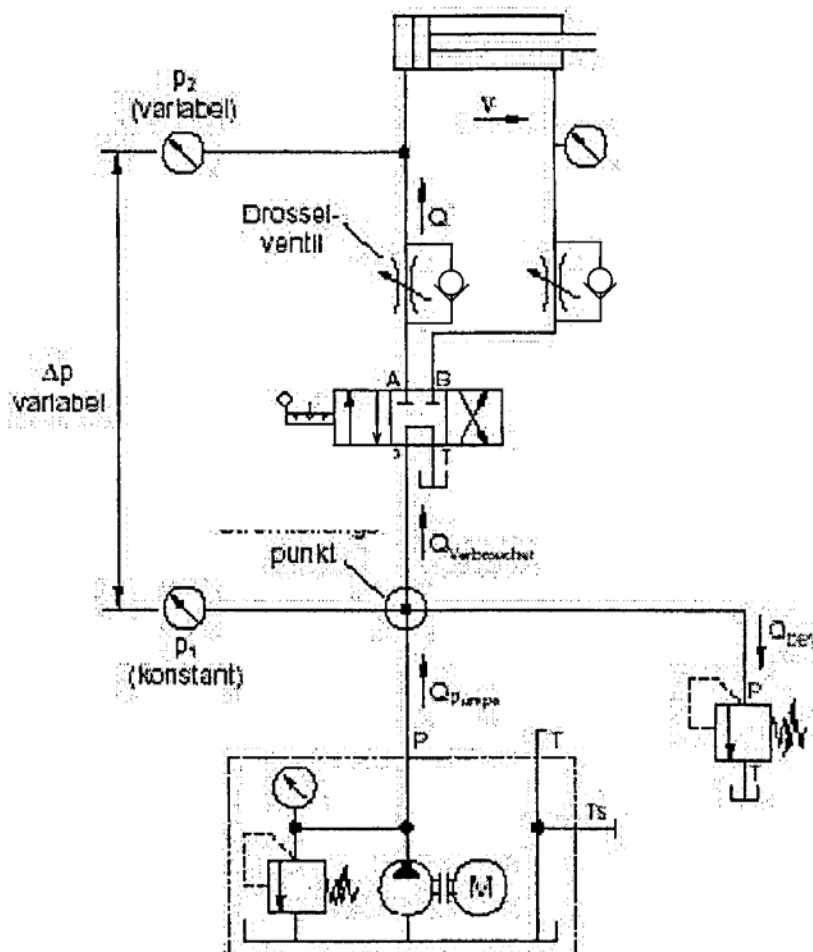 p₂
(variabel)
V
Drossel-
ventil
Q
Δp
variabel
A
B
T
punkt
Q
p₁
(konstant)
Q
P
T
Q
P
T
Ts
M